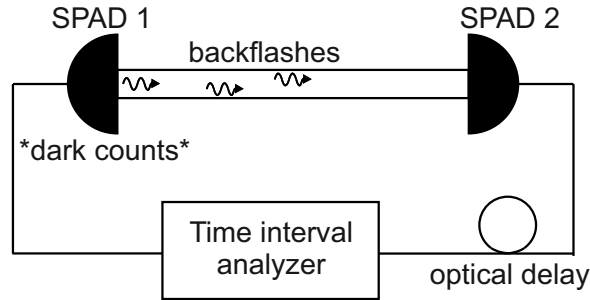 SPAD 1
SPAD 2
backflashes
*dark counts*
Time interval
analyzer
optical delay